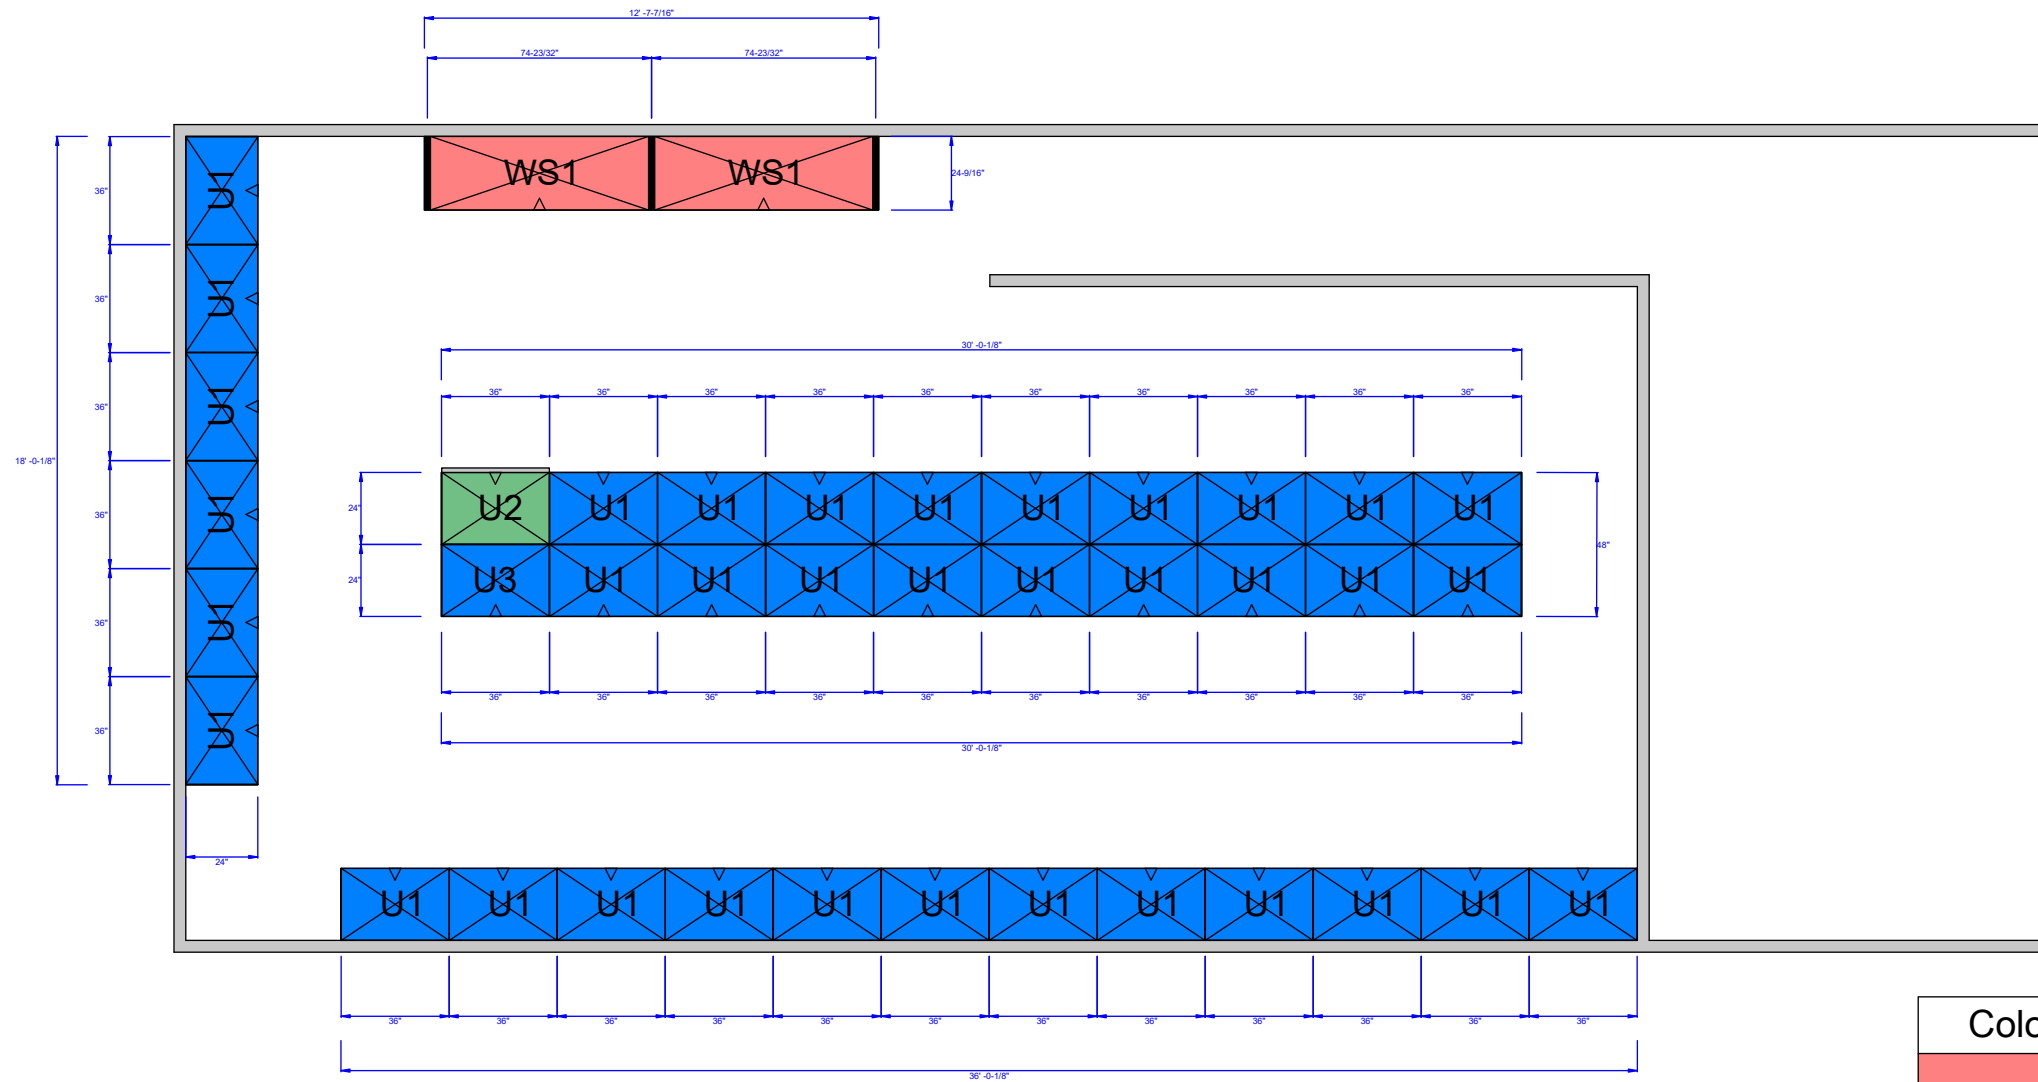 12' -7-7/16"
74-23/32" 74-23/32"
WS1 WS1
24-9/16"
36"
36"
36"
36"
36"
36"
18' -0-1/8"
U1
U1
U1
U1
U1
U1
24"
30' -0-1/8"
36" 36" 36" 36" 36" 36" 36" 36" 36" 36"
24" U2 U1 U1 U1 U1 U1 U1 U1 U1 U1
48"
24" U3 U1 U1 U1 U1 U1 U1 U1 U1 U1
36" 36" 36" 36" 36" 36" 36" 36" 36" 36"
30' -0-1/8"
U1 U1 U1 U1 U1 U1 U1 U1 U1 U1 U1 U1
36" 36" 36" 36" 36" 36" 36" 36" 36" 36" 36" 36"
36' -0-1/8"